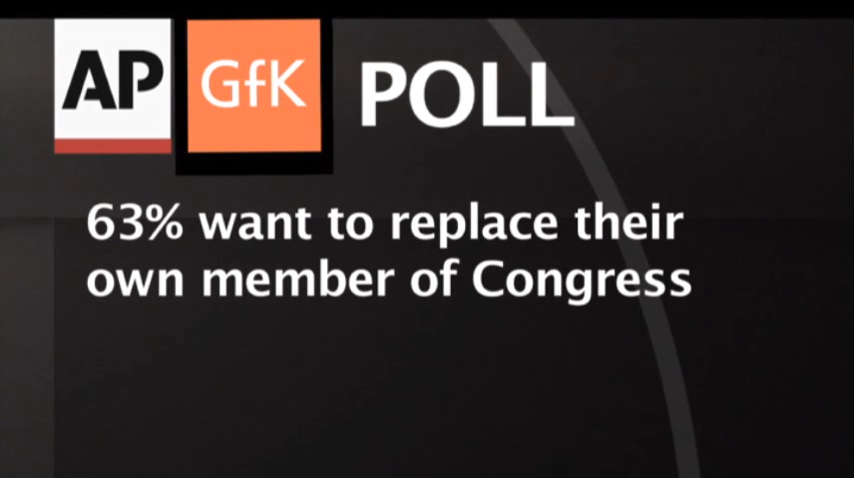 AP GfK POLL
63% want to replace their
own member of Congress